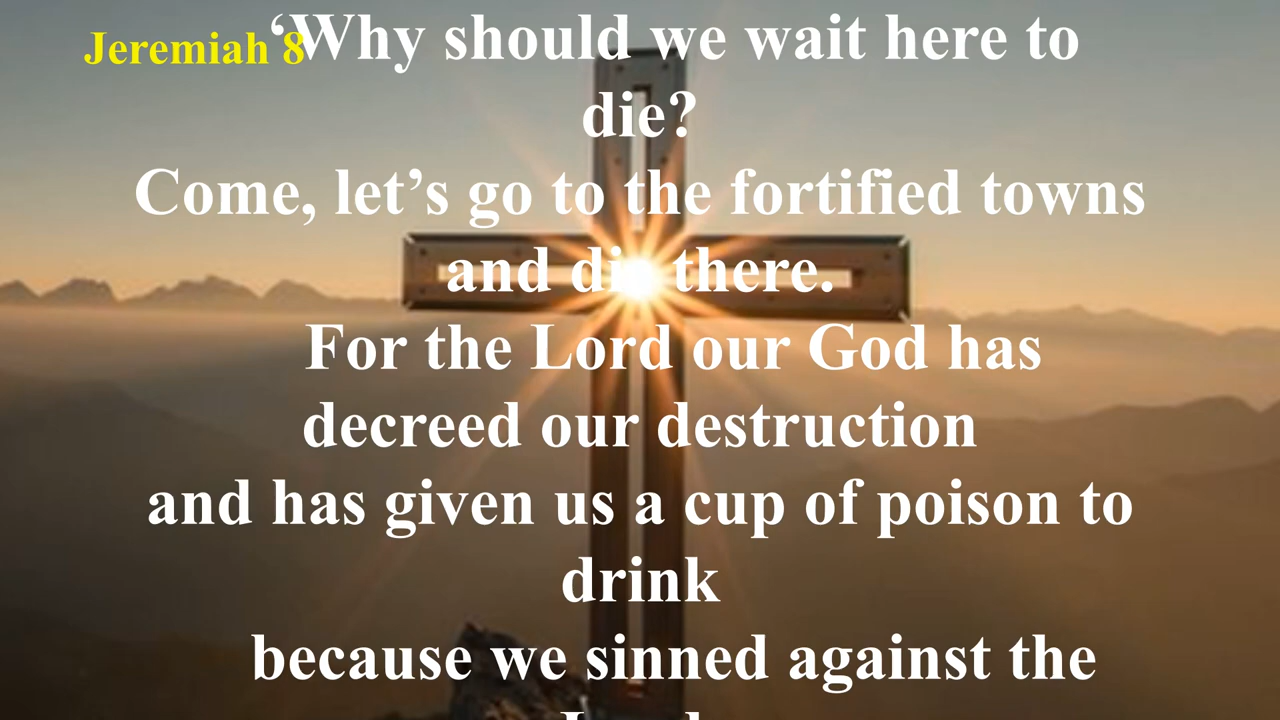 Jeremiah 8
‘Why should we wait here to
die?
Come, let’s go to the fortified towns
and die there.
For the Lord our God has
decreed our destruction
and has given us a cup of poison to
drink
because we sinned against the